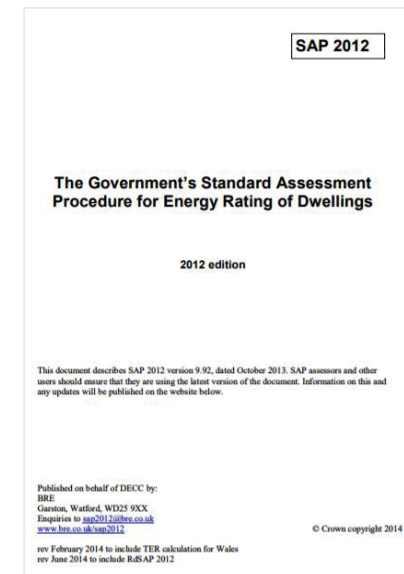 SAP 2012
The Government's Standard Assessment
Procedure for Energy Rating of Dwellings
2012 edition
This document describes SAP 2012 version 9.92, dated October 2013. SAP assessors and other
users should ensure that they are using the latest version of the document. Information on this and
any updates will be published on the website below.
Published on behalf of DECC by:
BRE
Garston, Watford, WD25 9XX
Enquiries to sap2012@bre.co.uk
www.bre.co.uk/sap2012
© Crown copyright 2014
rev February 2014 to include TER calculation for Wales
rev June 2014 to include RdSAP 2012